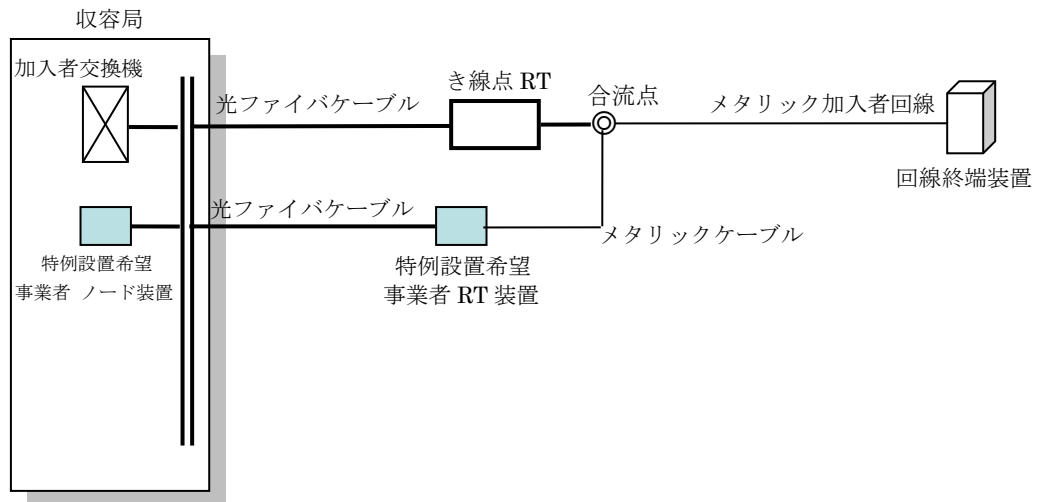 収容局
加入者交換機
き線点 RT
合流点
光ファイバケーブル
メタリック加入者回線
回線終端装置
光ファイバケーブル
メタリックケーブル
特例設置希望
事業者 ノード装置
特例設置希望
事業者 RT 装置